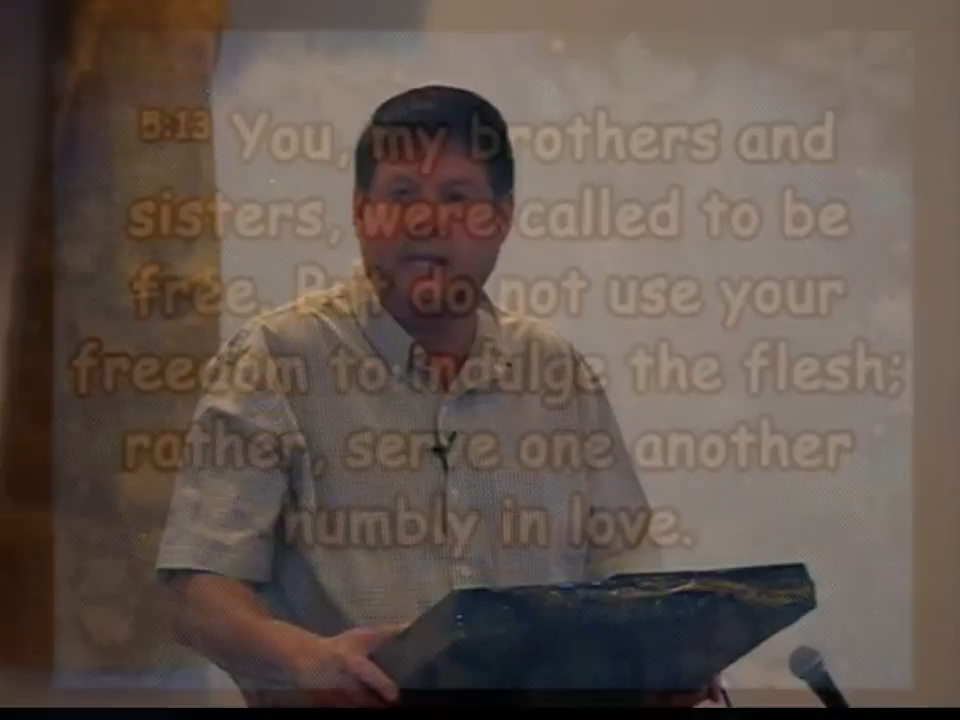 5:13 You, my brothers and
sisters, were called to be
free. But do not use your
freedom to indulge the flesh;
rather, serve one another
humbly in love.